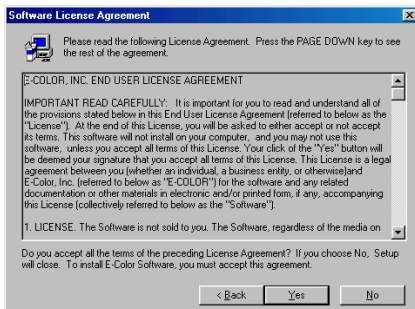 Software License Agreement
Please read the following License Agreement. Press the PAGE DOWN key to see
the rest of the agreement.
E-COLOR, INC. END USER LICENSE AGREEMENT
IMPORTANT READ CAREFULLY: It is important for you to read and understand all of
the provisions stated below in this End User License Agreement (referred to below as the
"License"). At the end of this License, you will be asked to either accept or not accept
its terms. This software will not install on your computer, and you may not use this
software, unless you accept all terms of this License. Your click of the "Yes" button will
be deemed your signature that you accept all terms of this License. This License is a legal
agreement between you (whether an individual, a business entity, or otherwise)and
E-Color, Inc. (referred to below as "E-COLOR") for the software and any related
documentation or other materials in electronic and/or printed form, if any, accompanying
this License (collectively referred to below as the "Software").
1. LICENSE. The Software is not sold to you. The Software, regardless of the media on
Do you accept all the terms of the preceding License Agreement? If you choose No, Setup
will close. To install E-Color Software, you must accept this agreement.
< Back Yes No